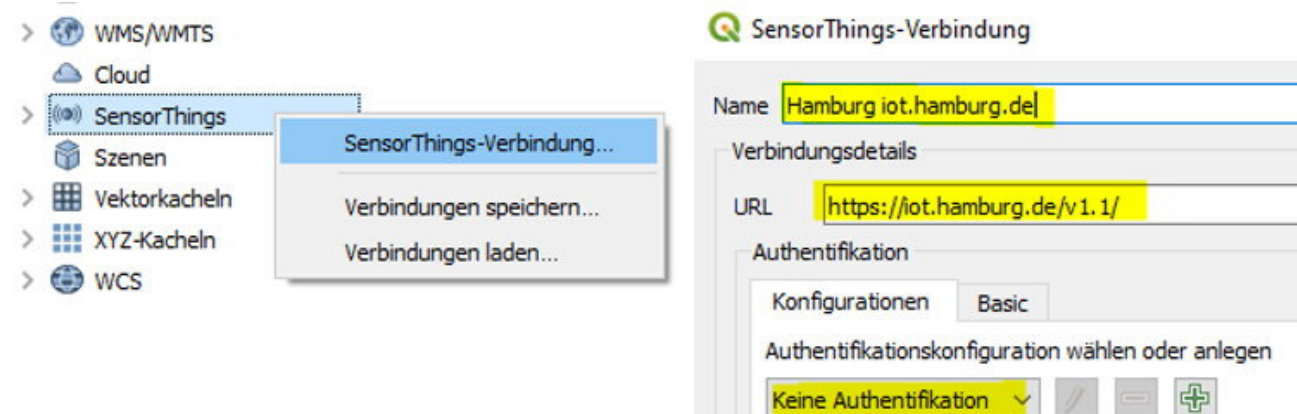 WMS/WMTS
Cloud
SensorThings
Szenen
Vektorkacheln
XYZ-Kacheln
WCS
SensorThings-Verbindung...
Verbindungen speichern...
Verbindungen laden...
SensorThings-Verbindung
Name Hamburg iot.hamburg.de
Verbindungsdetails
URL https://iot.hamburg.de/v1.1/
Authentifikation
Konfigurationen Basic
Authentifikationskonfiguration wählen oder anlegen
Keine Authentifikation